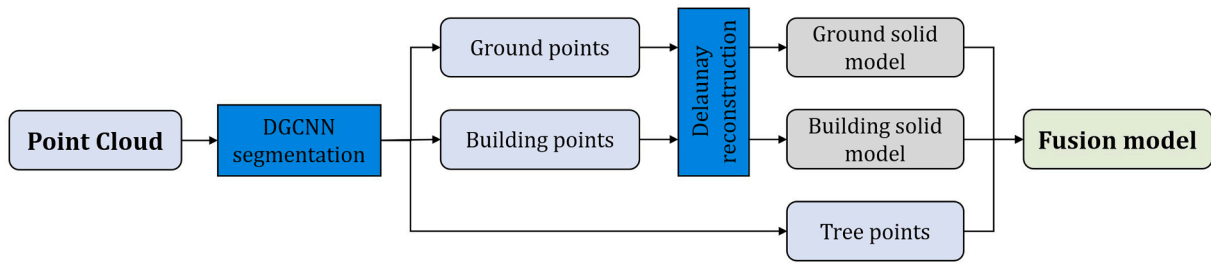 Point Cloud
DGCNN
segmentation
Ground points
Building points
Delaunay
reconstruction
Ground solid
model
Building solid
model
Tree points
Fusion model